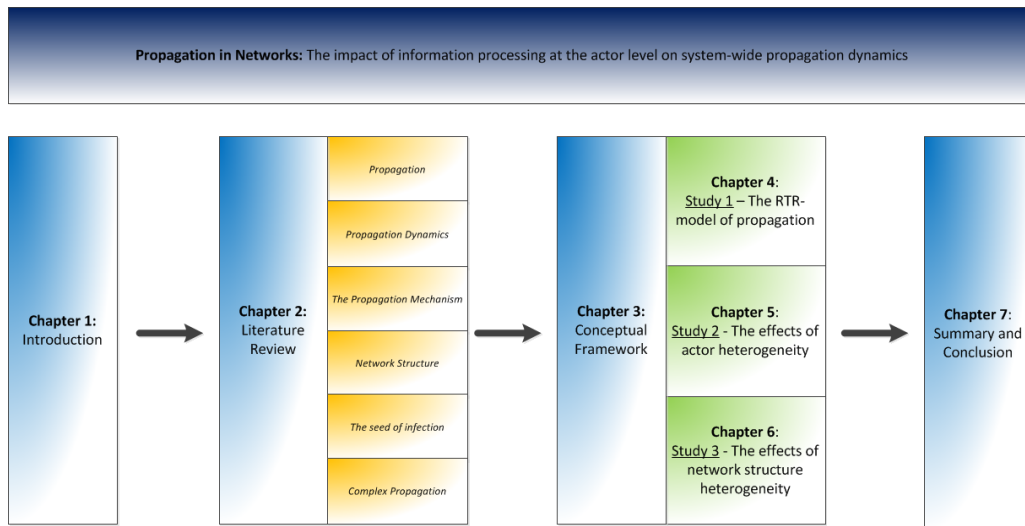 Propagation in Networks: The impact of information processing at the actor level on system-wide propagation dynamics
Chapter 1:
Introduction
Chapter 2:
Literature
Review
Propagation
Propagation Dynamics
The Propagation Mechanism
Network Structure
The seed of infection
Complex Propagation
Chapter 3:
Conceptual
Framework
Chapter 4:
Study 1 – The RTR-
model of propagation
Chapter 5:
Study 2 - The effects of
actor heterogeneity
Chapter 6:
Study 3 - The effects of
network structure
heterogeneity
Chapter 7:
Summary and
Conclusion